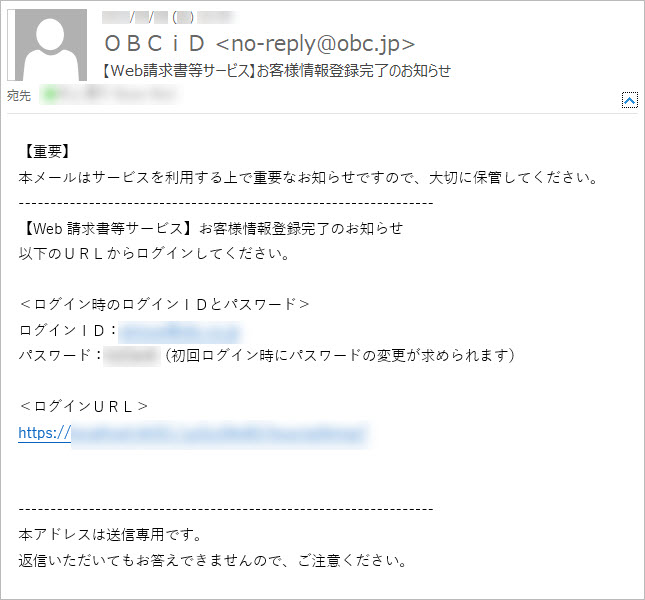 ＯＢＣｉＤ <no-reply@obc.jp>
【Web請求書等サービス】お客様情報登録完了のお知らせ
宛先
【重要】
本メールはサービスを利用する上で重要なお知らせですので、大切に保管してください。
------------------------------------------------------------------
【Web 請求書等サービス】お客様情報登録完了のお知らせ
以下のＵＲＬからログインしてください。
＜ログイン時のログインＩＤとパスワード＞
ログインＩＤ：
パスワード：（初回ログイン時にパスワードの変更が求められます）
＜ログインＵＲＬ＞
https://
------------------------------------------------------------------
本アドレスは送信専用です。
返信いただいてもお答えできませんので、ご注意ください。